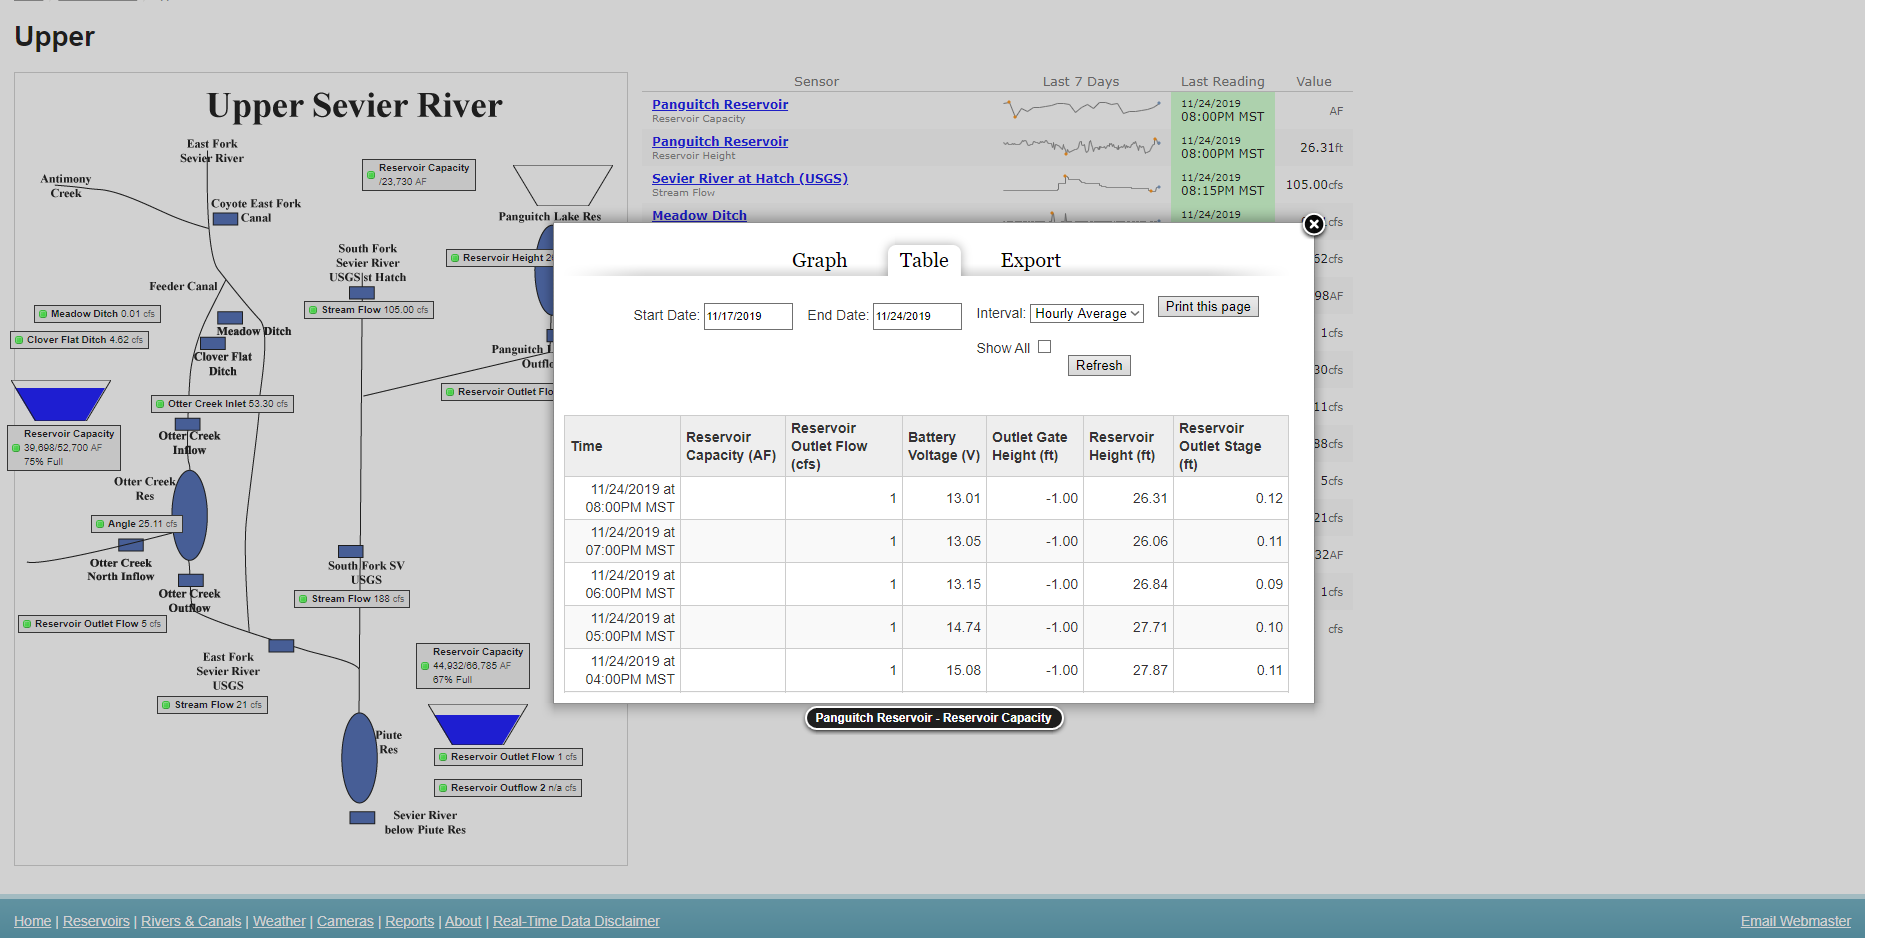 Upper
Upper Sevier River
East Fork
Sevier River
Antimony
Creek
Coyote East Fork
Canal
Reservoir Capacity
/23,730 AF
Panguitch Lake Res
South Fork
Sevier River
USGS|st Hatch
Reservoir Height
Feeder Canal
Stream Flow 105.00 cfs
Meadow Ditch 0.01 cfs
Meadow Ditch
Clover Flat Ditch 4.62 cfs
Clover Flat
Ditch
Panguitch
Reservoir Outlet
Otter Creek Inlet 53.30 cfs
Reservoir Capacity
39,698/52,700 AF
75% Full
Otter Creek
Inflow
Otter Creek
Res
Angle 25.11 cfs
Otter Creek
North Inflow
Otter Creek
Outflow
Reservoir Outlet Flow 5 cfs
South Fork SV
USGS
Stream Flow 188 cfs
East Fork
Sevier River
USGS
Stream Flow 21 cfs
Reservoir Capacity
44,932/66,785 AF
67% Full
Piute
Res
Reservoir Outlet Flow 1 cfs
Reservoir Outflow 2 n/a cfs
Sevier River
below Piute Res
Sensor Last 7 Days Last Reading Value
Panguitch Reservoir
Reservoir Capacity
11/24/2019
08:00PM MST
AF
Panguitch Reservoir
Reservoir Height
11/24/2019
08:00PM MST
26.31ft
Sevier River at Hatch (USGS)
Stream Flow
11/24/2019
08:15PM MST
105.00cfs
Meadow Ditch
11/24/2019
cfs
52cfs
98AF
1cfs
30cfs
11cfs
88cfs
5cfs
21cfs
32AF
1cfs
cfs
Graph Table Export
Start Date: 11/17/2019 End Date: 11/24/2019 Interval: Hourly Average Print this page
Show All
Refresh
Time Reservoir Capacity (AF) Reservoir Outlet Flow (cfs) Battery Voltage (V) Outlet Gate Height (ft) Reservoir Height (ft) Reservoir Outlet Stage (ft)
11/24/2019 at 08:00PM MST 1 13.01 -1.00 26.31 0.12
11/24/2019 at 07:00PM MST 1 13.05 -1.00 26.06 0.11
11/24/2019 at 06:00PM MST 1 13.15 -1.00 26.84 0.09
11/24/2019 at 05:00PM MST 1 14.74 -1.00 27.71 0.10
11/24/2019 at 04:00PM MST 1 15.08 -1.00 27.87 0.11
Panguitch Reservoir - Reservoir Capacity
Home | Reservoirs | Rivers & Canals | Weather | Cameras | Reports | About | Real-Time Data Disclaimer
Email Webmaster